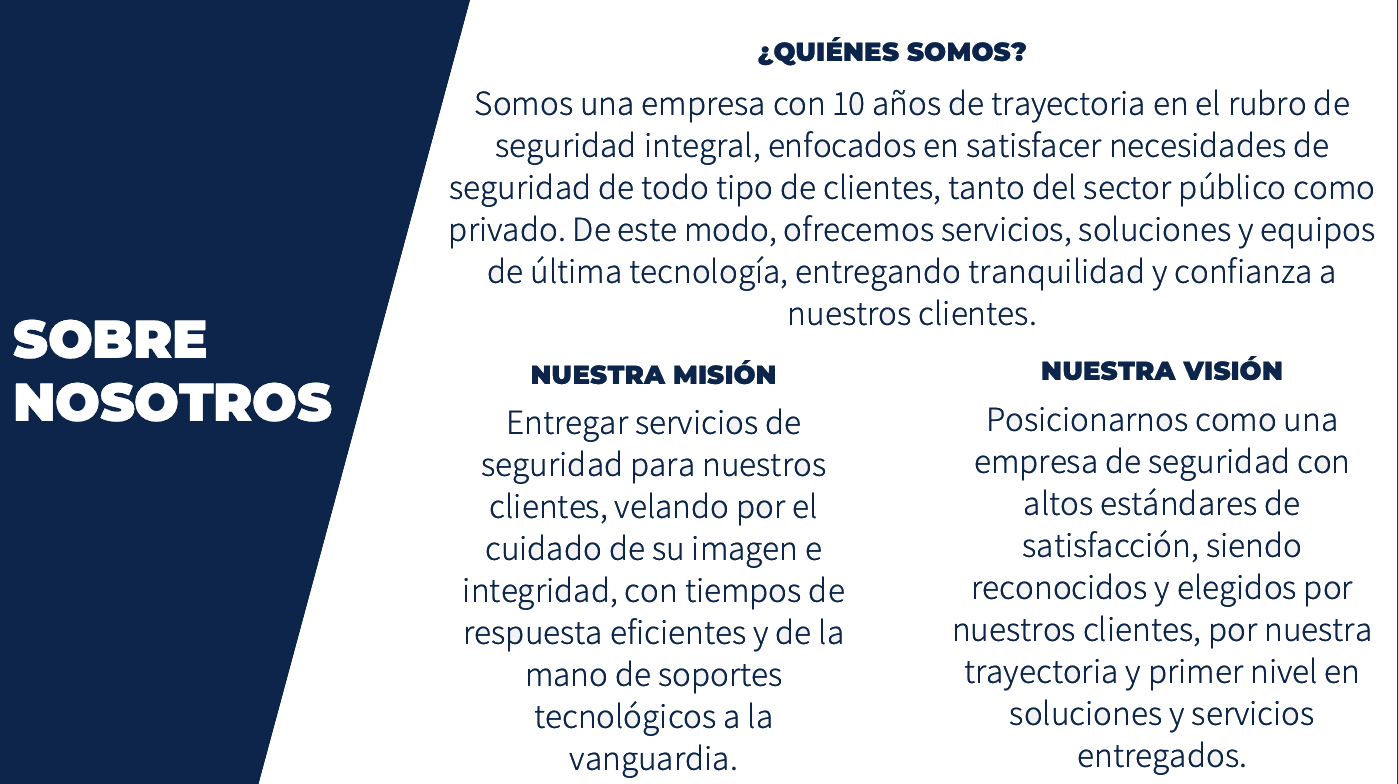 SOBRE
NOSOTROS
¿QUIÉNES SOMOS?
Somos una empresa con 10 años de trayectoria en el rubro de
seguridad integral, enfocados en satisfacer necesidades de
seguridad de todo tipo de clientes, tanto del sector público como
privado. De este modo, ofrecemos servicios, soluciones y equipos
de última tecnología, entregando tranquilidad y confianza a
nuestros clientes.
NUESTRA MISIÓN
Entregar servicios de
seguridad para nuestros
clientes, velando por el
cuidado de su imagen e
integridad, con tiempos de
respuesta eficientes y de la
mano de soportes
tecnológicos a la
vanguardia.
NUESTRA VISIÓN
Posicionarnos como una
empresa de seguridad con
altos estándares de
satisfacción, siendo
reconocidos y elegidos por
nuestros clientes, por nuestra
trayectoria y primer nivel en
soluciones y servicios
entregados.